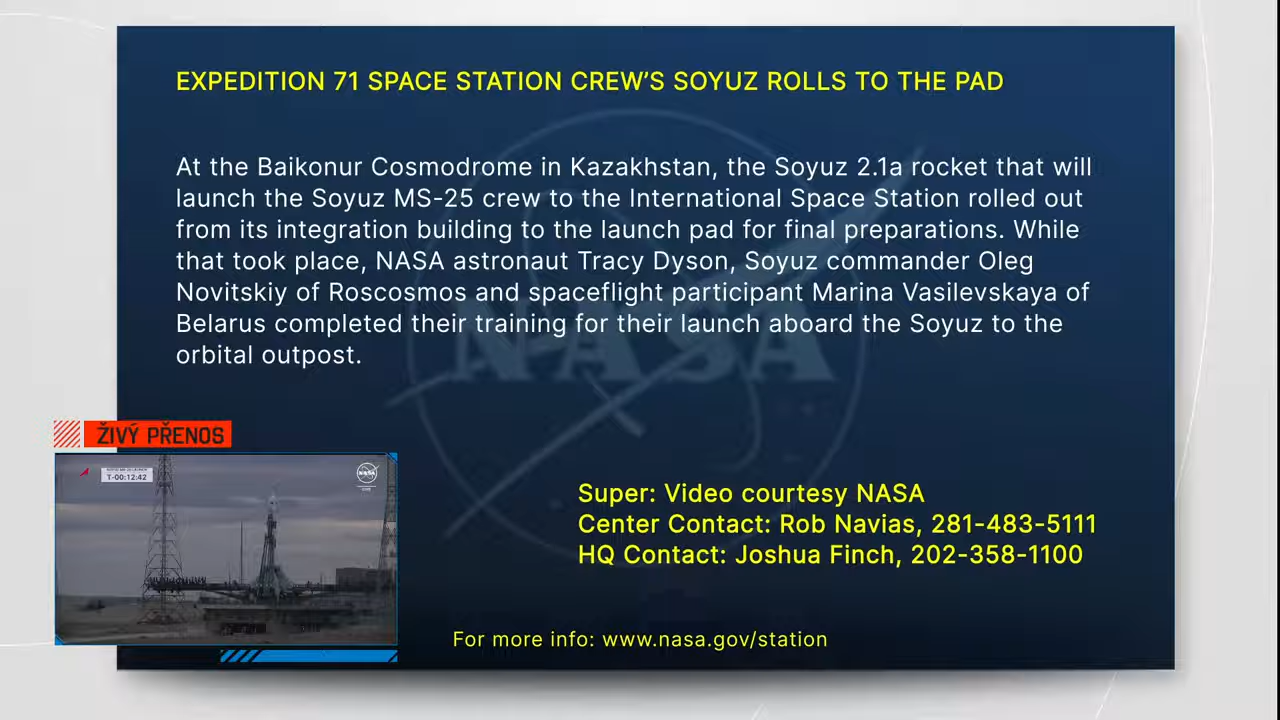 EXPEDITION 71 SPACE STATION CREW’S SOYUZ ROLLS TO THE PAD
At the Baikonur Cosmodrome in Kazakhstan, the Soyuz 2.1a rocket that will
launch the Soyuz MS-25 crew to the International Space Station rolled out
from its integration building to the launch pad for final preparations. While
that took place, NASA astronaut Tracy Dyson, Soyuz commander Oleg
Novitskiy of Roscosmos and spaceflight participant Marina Vasilevskaya of
Belarus completed their training for their launch aboard the Soyuz to the
orbital outpost.
NASA
ŽIVÝ PŘENOS
T-00:12:42
NASA
Super: Video courtesy NASA
Center Contact: Rob Navias, 281-483-5111
HQ Contact: Joshua Finch, 202-358-1100
For more info: www.nasa.gov/station